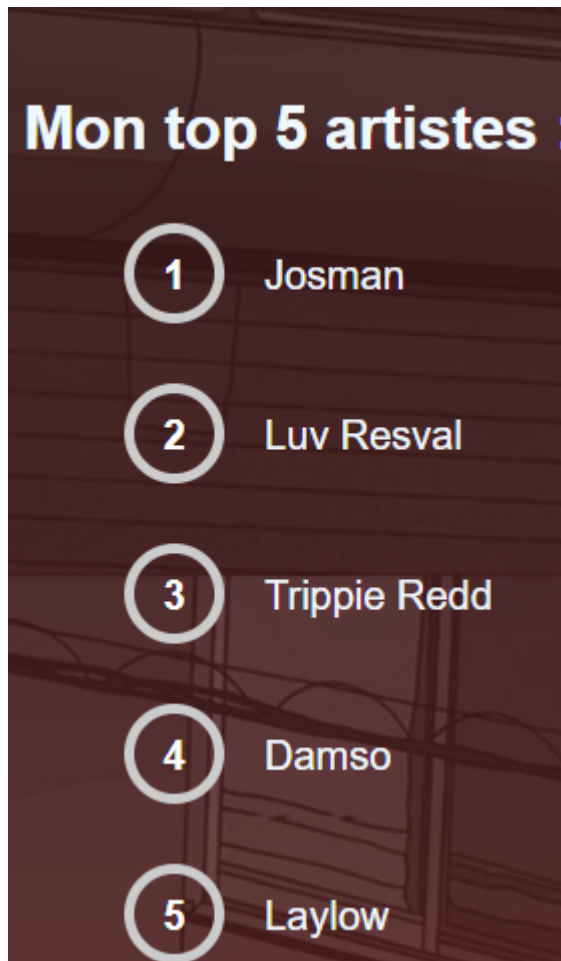 Mon top 5 artistes :
1 Josman
2 Luv Resval
3 Trippie Redd
4 Damso
5 Laylow